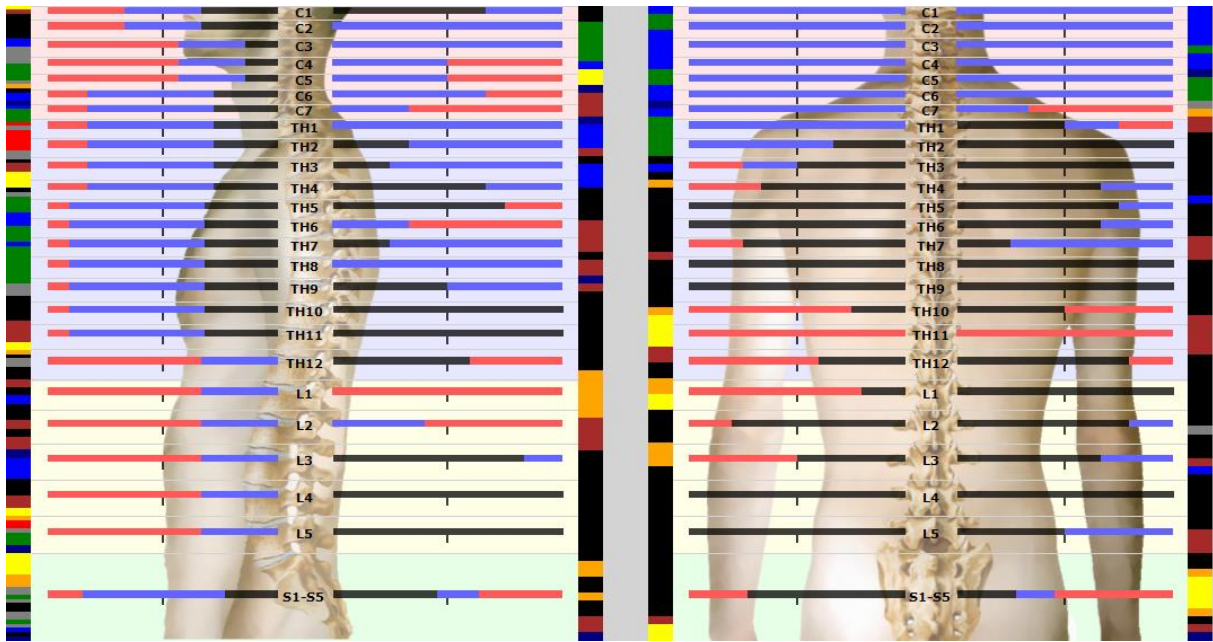 C1
C2
C3
C4
C5
C6
C7
TH1
TH2
TH3
TH4
TH5
TH6
TH7
TH8
TH9
TH10
TH11
TH12
L1
L2
L3
L4
L5
S1-S5
C1
C2
C3
C4
C5
C6
C7
TH1
TH2
TH3
TH4
TH5
TH6
TH7
TH8
TH9
TH10
TH11
TH12
L1
L2
L3
L4
L5
S1-S5